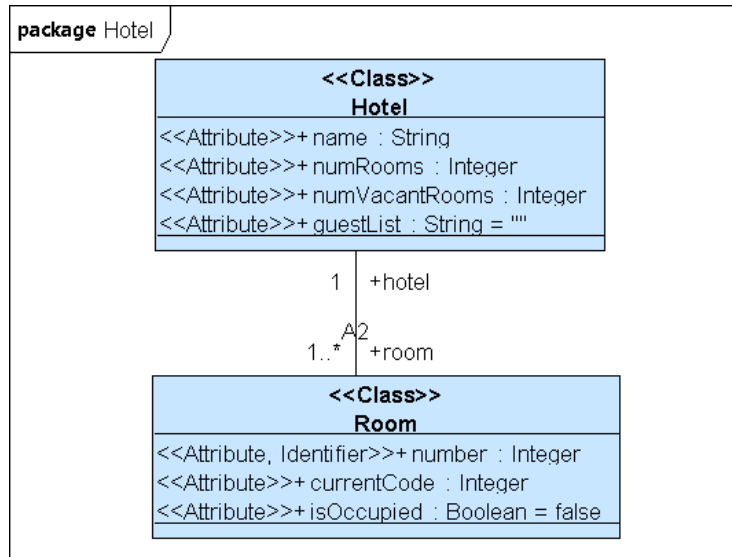 package Hotel
<<Class>>
Hotel
<<Attribute>>+ name : String
<<Attribute>>+ numRooms : Integer
<<Attribute>>+ numVacantRooms : Integer
<<Attribute>>+ guestList : String = ""
1 +hotel
A2
1..* +room
<<Class>>
Room
<<Attribute, Identifier>>+ number : Integer
<<Attribute>>+ currentCode : Integer
<<Attribute>>+ isOccupied : Boolean = false